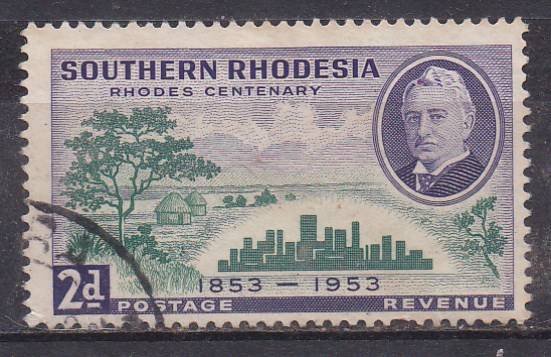 SOUTHERN RHODESIA
RHODES CENTENARY
1853 — 1953
2d
POSTAGE REVENUE